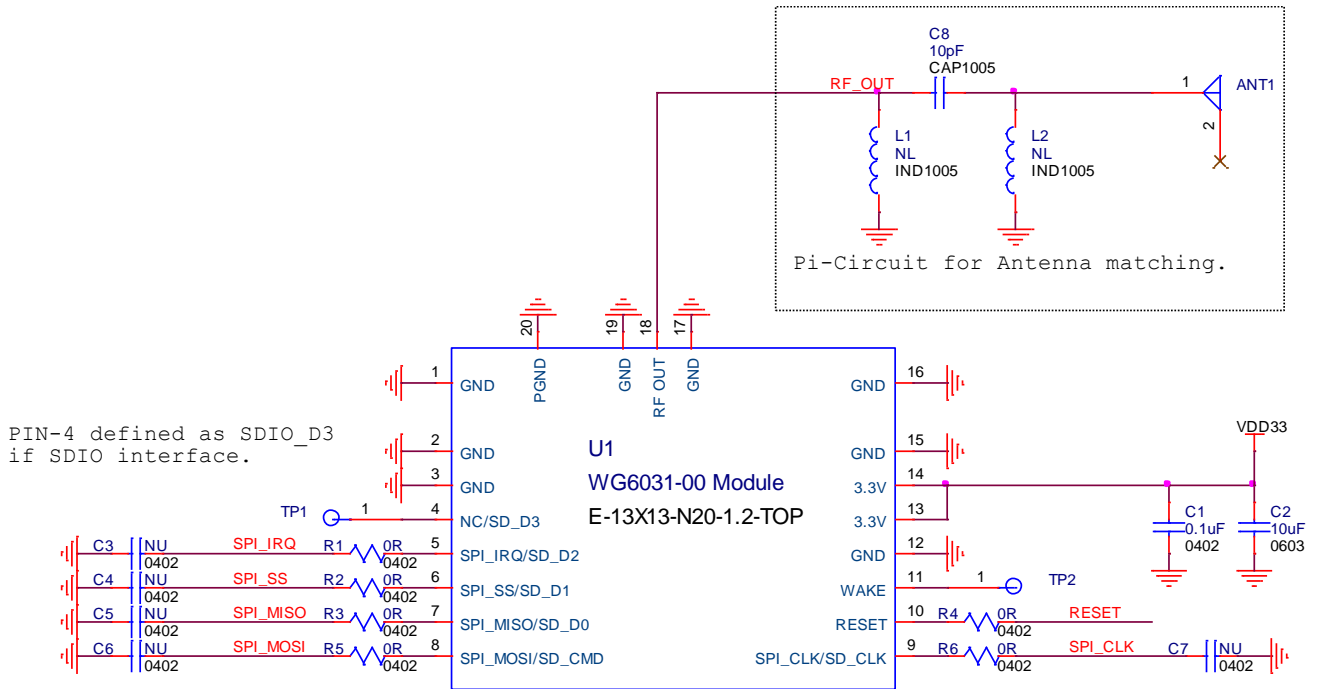 C8
10pF
CAP1005
RF_OUT
1
ANT1
2
L1
NL
IND1005
L2
NL
IND1005
Pi-Circuit for Antenna matching.
20
19
18
17
PGND
GND
RF OUT
GND
1
GND
GND
16
PIN-4 defined as SDIO_D3
if SDIO interface.
2
GND
GND
15
VDD33
3
GND
3.3V
14
U1
WG6031-00 Module
E-13X13-N20-1.2-TOP
TP1
1
4
NC/SD_D3
3.3V
13
C1
0.1uF
0402
C2
10uF
0603
C3
NU
0402
SPI_IRQ
R1
0R
0402
5
SPI_IRQ/SD_D2
GND
12
C4
NU
0402
SPI_SS
R2
0R
0402
6
SPI_SS/SD_D1
WAKE
11
1
TP2
C5
NU
0402
SPI_MISO
R3
0R
0402
7
SPI_MISO/SD_D0
RESET
10
R4
0R
0402
RESET
C6
NU
0402
SPI_MOSI
R5
0R
0402
8
SPI_MOSI/SD_CMD
SPI_CLK/SD_CLK
9
R6
0R
0402
SPI_CLK
C7
NU
0402